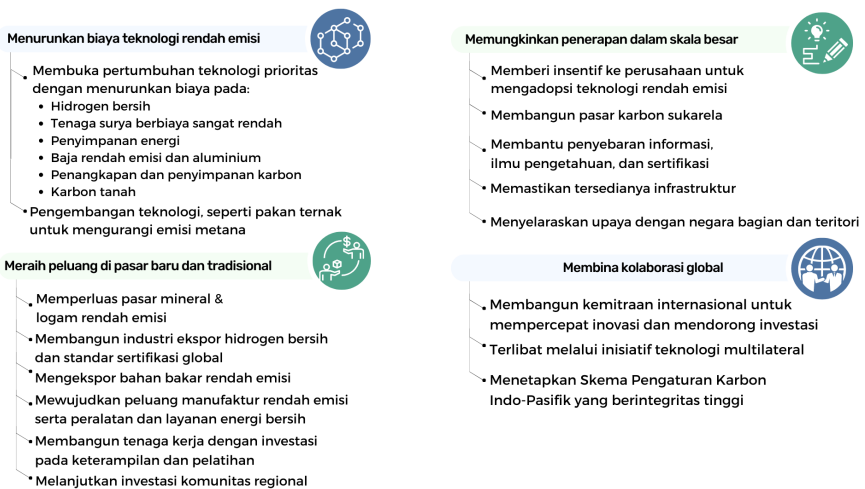 Menurunkan biaya teknologi rendah emisi
Membuka pertumbuhan teknologi prioritas
dengan menurunkan biaya pada:
• Hidrogen bersih
• Tenaga surya berbiaya sangat rendah
• Penyimpanan energi
• Baja rendah emisi dan aluminium
• Penangkapan dan penyimpanan karbon
• Karbon tanah
Pengembangan teknologi, seperti pakan ternak
untuk mengurangi emisi metana
Memungkinkan penerapan dalam skala besar
Memberi insentif ke perusahaan untuk
mengadopsi teknologi rendah emisi
Membangun pasar karbon sukarela
Membantu penyebaran informasi,
ilmu pengetahuan, dan sertifikasi
Memastikan tersedianya infrastruktur
Menyelaraskan upaya dengan negara bagian dan teritori
Meraih peluang di pasar baru dan tradisional
Memperluas pasar mineral &
logam rendah emisi
Membangun industri ekspor hidrogen bersih
dan standar sertifikasi global
Mengekspor bahan bakar rendah emisi
Mewujudkan peluang manufaktur rendah emisi
serta peralatan dan layanan energi bersih
Membangun tenaga kerja dengan investasi
pada keterampilan dan pelatihan
Melanjutkan investasi komunitas regional
Membina kolaborasi global
Membangun kemitraan internasional untuk
mempercepat inovasi dan mendorong investasi
Terlibat melalui inisiatif teknologi multilateral
Menetapkan Skema Pengaturan Karbon
Indo-Pasifik yang berintegritas tinggi